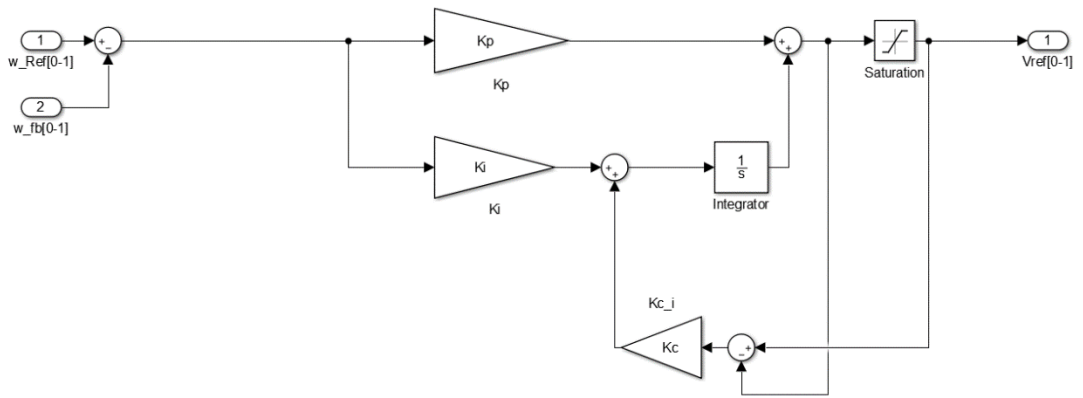 1
w_Ref[0-1]
2
w_fb[0-1]
+
−
Kp
Kp
Ki
Ki
+
+
1
s
Integrator
+
+
Saturation
1
Vref[0-1]
Kc_i
Kc
+
−